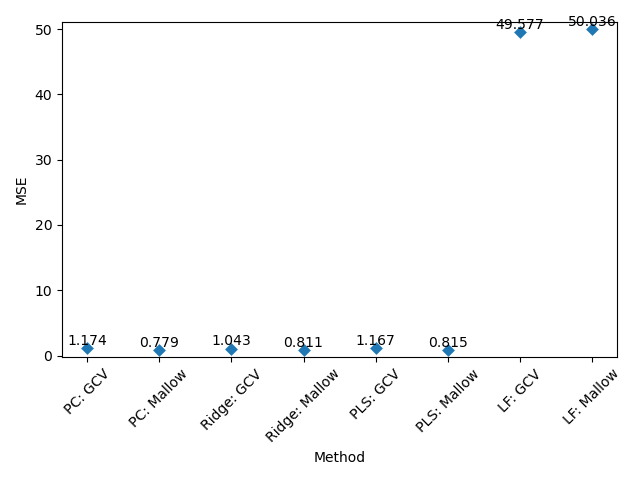 MSE
50
40
30
20
10
0
1.174
0.779
1.043
0.811
1.167
0.815
49.577
50.036
PC: GCV
PC: Mallow
Ridge: GCV
Ridge: Mallow
PLS: GCV
PLS: Mallow
LF: GCV
LF: Mallow
Method